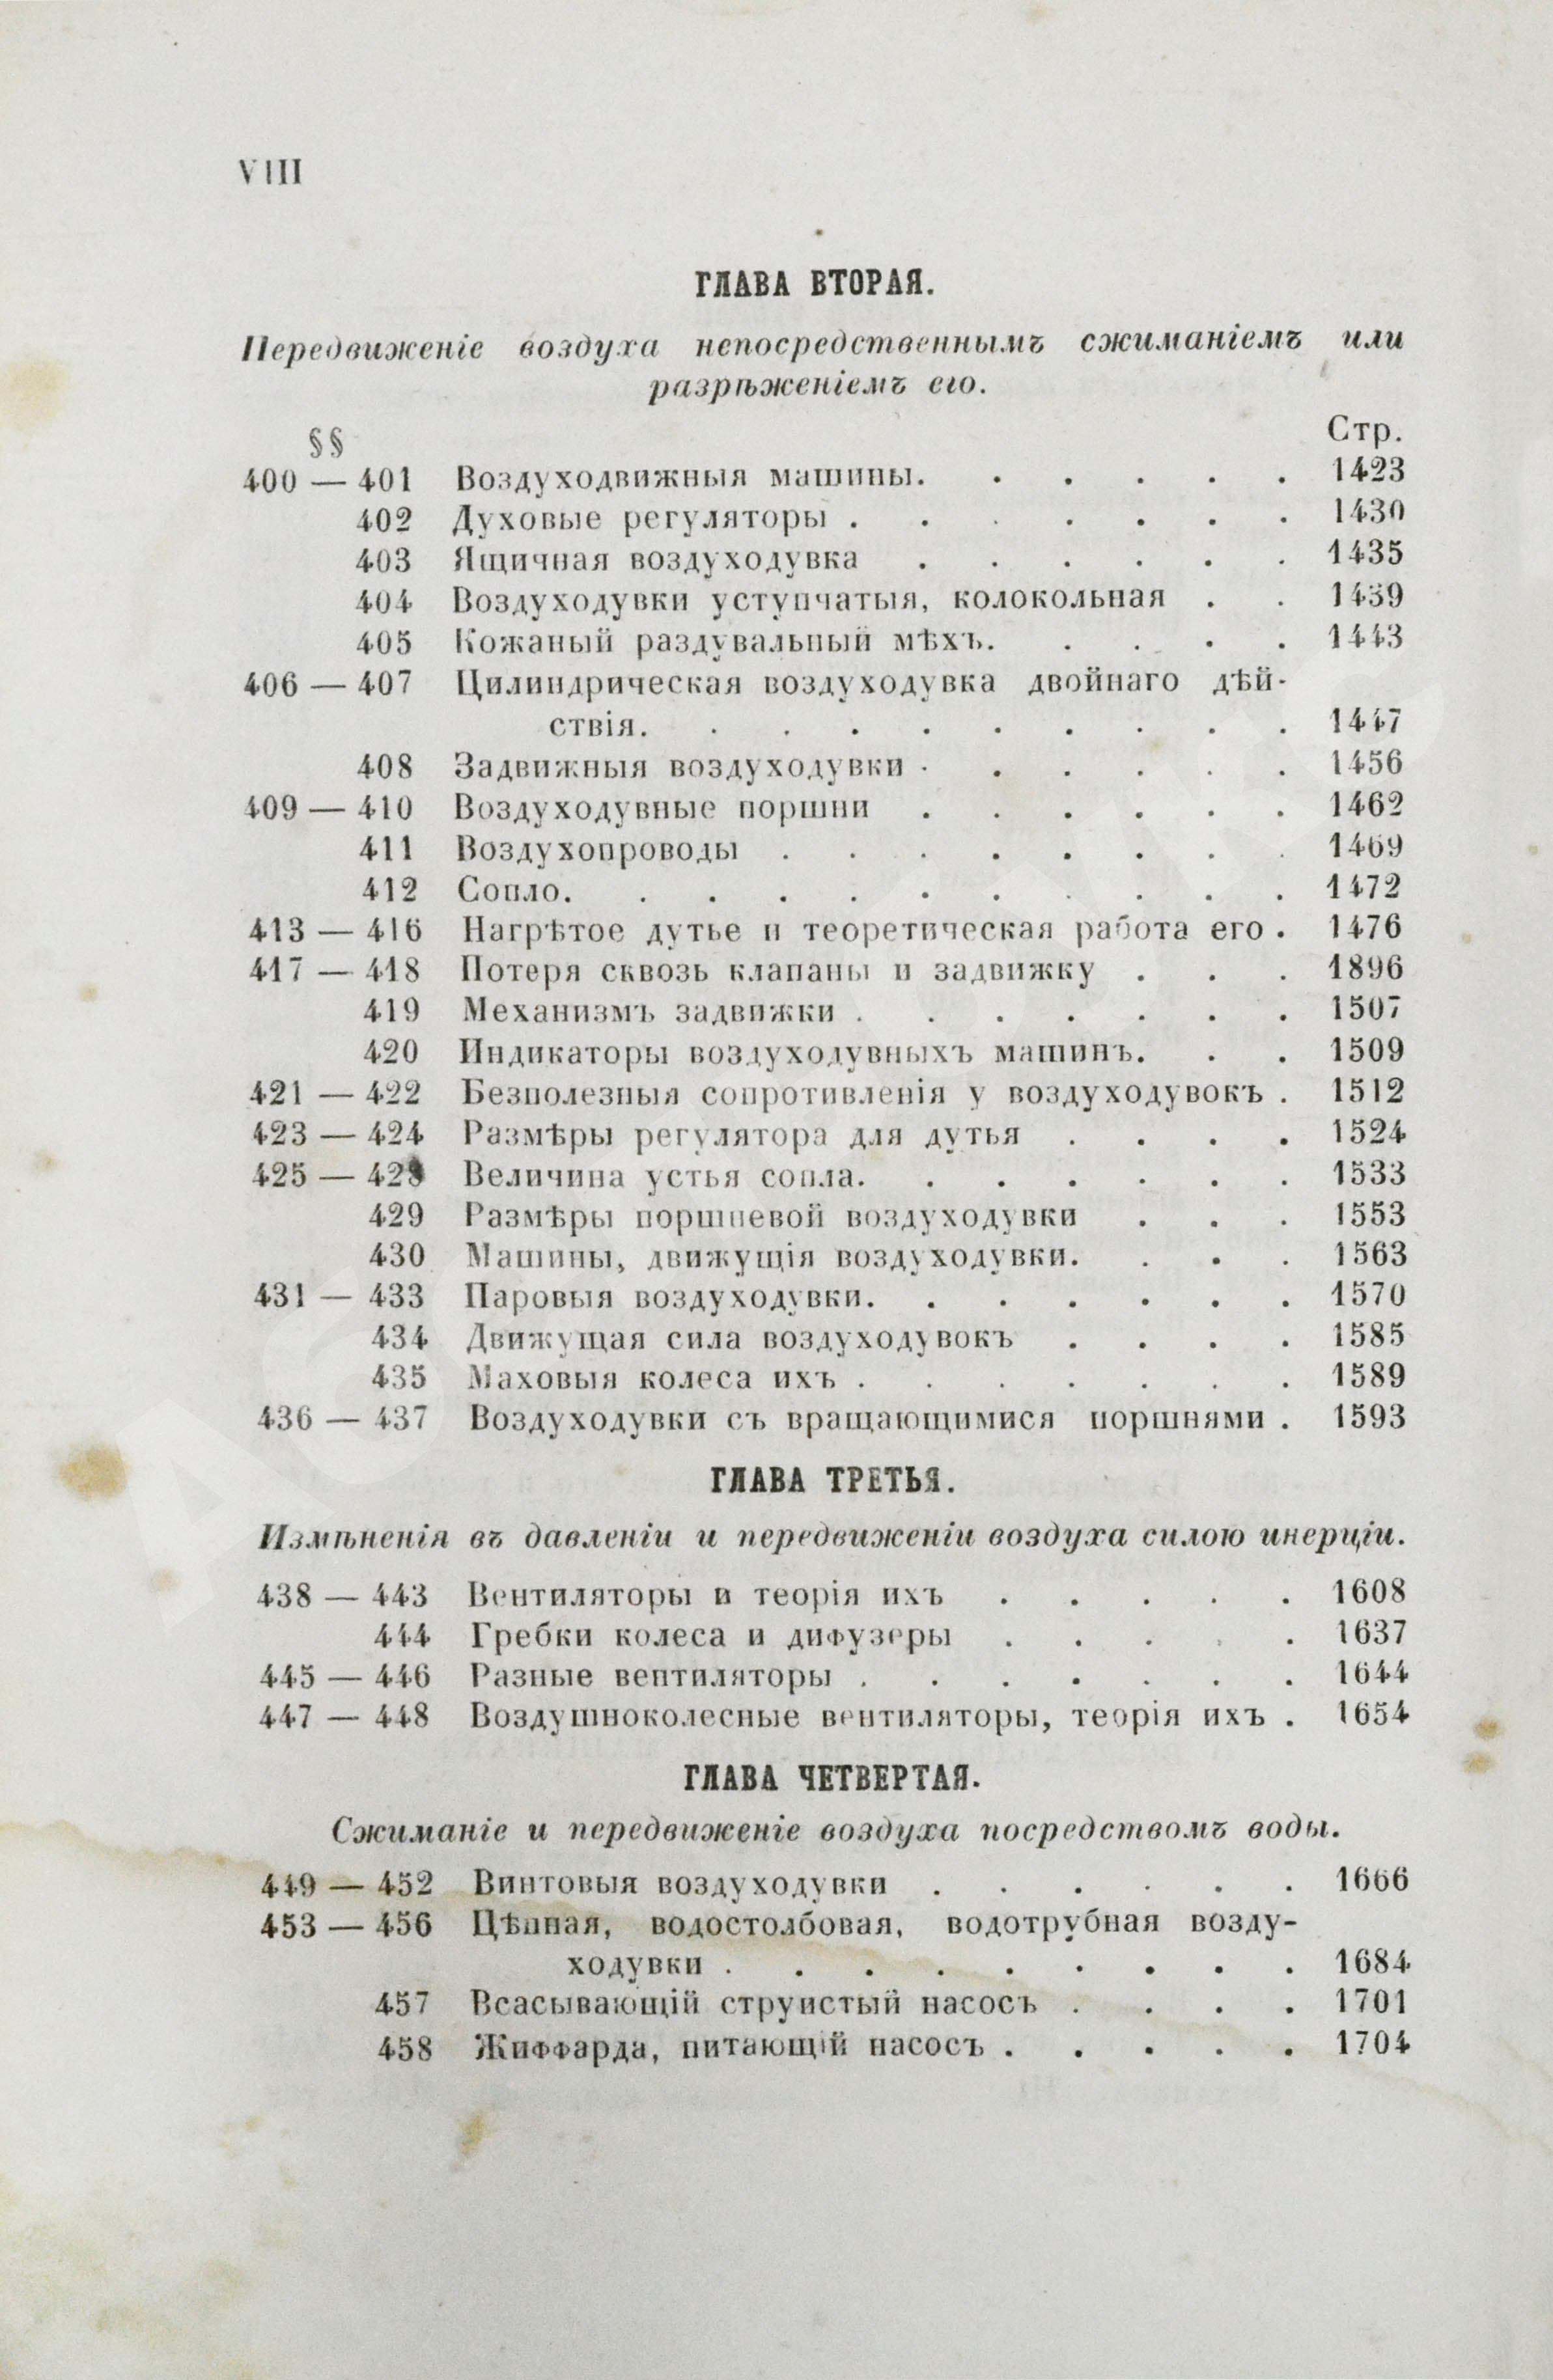 VIII
ГЛАВА ВТОРАЯ.
Передвиженіе воздуха непосредственнымъ сжиманіемъ или
разрѣженіемъ его.
§§ Стр.
400 — 401 Воздуходвижныя машины. . . . . . 1423
402 Духовые регуляторы . . . . . . . 1430
403 Ящичная воздуходувка . . . . . . 1435
404 Воздуходувки уступчатыя, колокольная . . 1439
405 Кожаный раздувальный мѣхъ. . . . . 1443
406 — 407 Цилиндрическая воздуходувка двойнаго дѣй-
ствія. . . . . . . . . . 1447
408 Задвижныя воздуходувки . . . . . . 1456
409 — 410 Воздуходувные поршни . . . . . . 1462
411 Воздухопроводы . . . . . . . . 1469
412 Сопло. . . . . . . . . . . 1472
413 — 416 Нагрѣтое дутье и теоретическая работа его . 1476
417 — 418 Потеря сквозь клапаны и задвижку . . . 1896
419 Механизмъ задвижки . . . . . . . 1507
420 Индикаторы воздуходувныхъ машинъ. . . 1509
421 — 422 Безполезныя сопротивленія у воздуходувокъ . 1512
423 — 424 Размѣры регулятора для дутья . . . . 1524
425 — 428 Величина устья сопла. . . . . . . 1533
429 Размѣры поршневой воздуходувки . . . 1553
430 Машины, движущія воздуходувки. . . . 1563
431 — 433 Паровыя воздуходувки. . . . . . . 1570
434 Движущая сила воздуходувокъ . . . . 1585
435 Маховыя колеса ихъ . . . . . . . 1589
436 — 437 Воздуходувки съ вращающимися поршнями . 1593
ГЛАВА ТРЕТЬЯ.
Измѣненія въ давленіи и передвиженіи воздуха силою инерціи.
438 — 443 Вентиляторы и теорія ихъ . . . . . 1608
444 Гребки колеса и дифузеры . . . . . 1637
445 — 446 Разные вентиляторы . . . . . . . 1644
447 — 448 Воздушноколесные вентиляторы, теорія ихъ . 1654
ГЛАВА ЧЕТВЕРТАЯ.
Сжиманіе и передвиженіе воздуха посредствомъ воды.
449 — 452 Винтовыя воздуходувки . . . . . . 1666
453 — 456 Цѣпная, водостолбовая, водотрубная возду-
ходувки . . . . . . . . . 1684
457 Всасывающій струистый насосъ . . . . 1701
458 Жиффарда, питающій насосъ . . . . . 1704